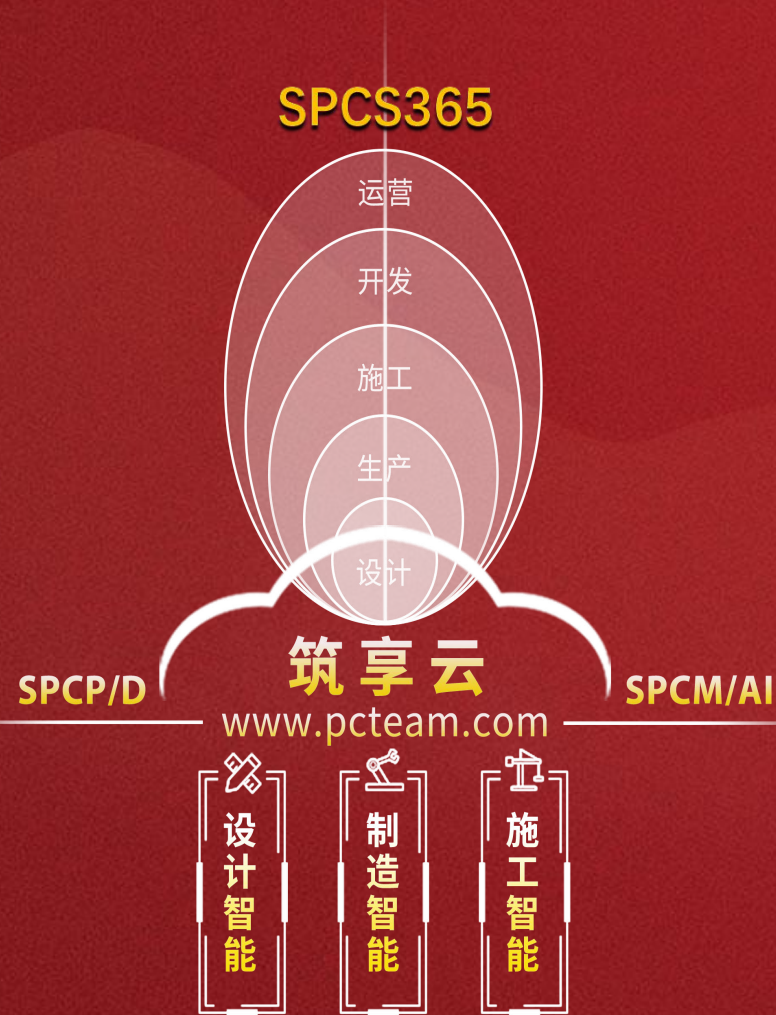 SPCS365
运营
开发
施工
生产
设计
筑享云
SPCP/D
SPCM/AI
www.pcteam.com
设计智能
制造智能
施工智能